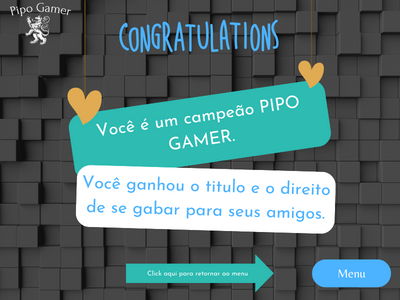 Pipo Gamer
CONGRATULATIONS
Você é um campeão PIPO
GAMER.
Você ganhou o titulo e o direito
de se gabar para seus amigos.
Click aqui para retornar ao menu
Menu